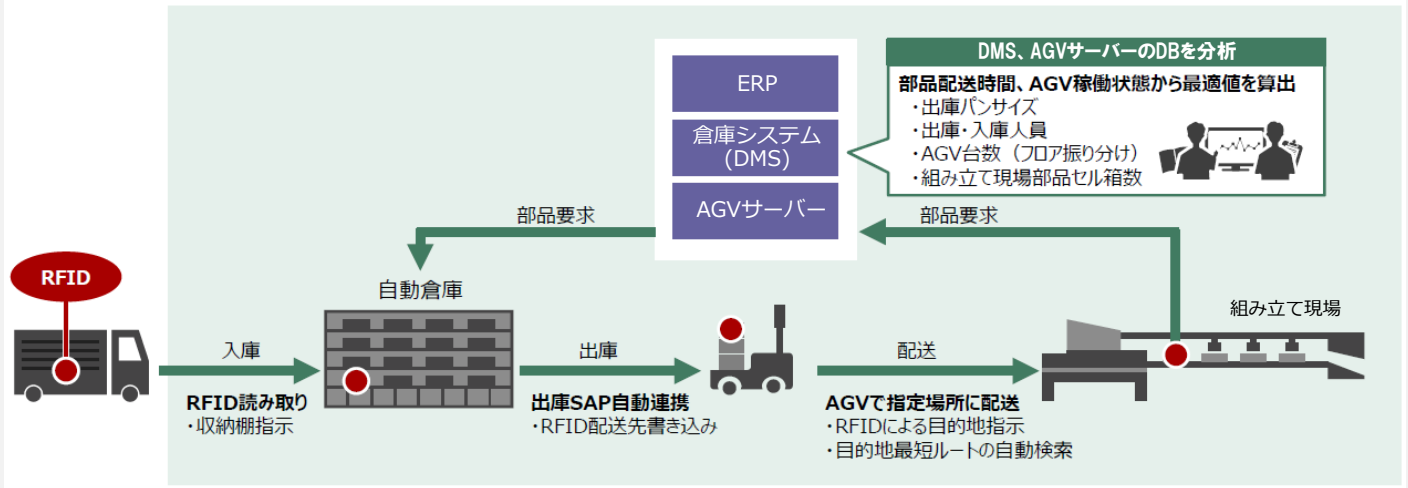 DMS、AGVサーバーのDBを分析
部品配送時間、AGV稼働状態から最適値を算出
・出庫パンサイズ
・出庫・入庫人員
・AGV台数（フロア振り分け）
・組み立て現場部品セル箱数
ERP
倉庫システム
(DMS)
AGVサーバー
部品要求
部品要求
RFID
自動倉庫
組み立て現場
入庫
出庫
配送
RFID読み取り
・収納棚指示
出庫SAP自動連携
・RFID配送先書き込み
AGVで指定場所に配送
・RFIDによる目的地指示
・目的地最短ルートの自動検索